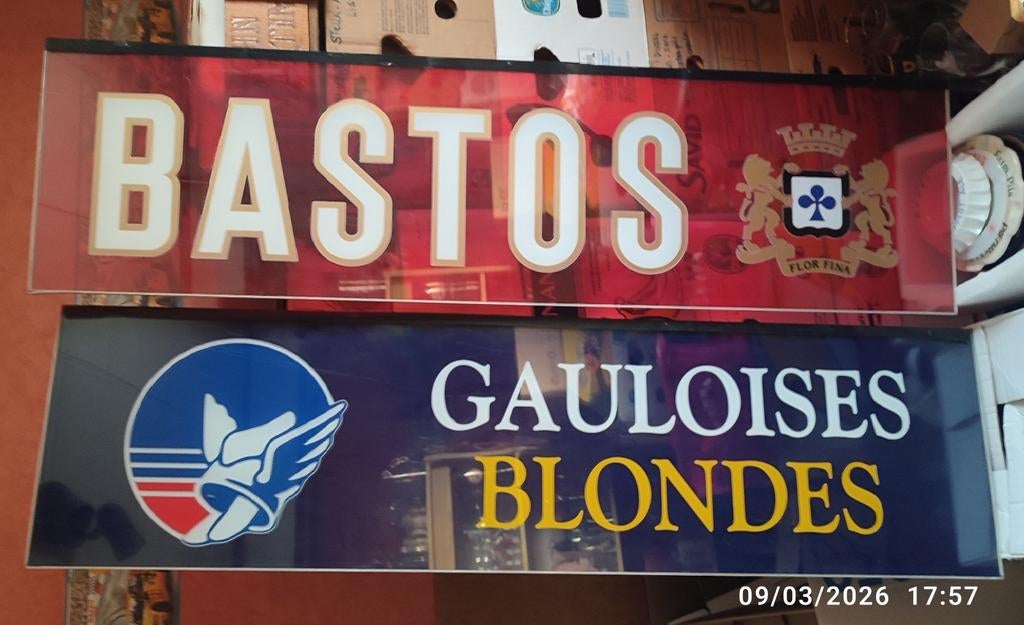 BASTOS
FLOR FINA
GAULOISES
BLONDES
09/03/2026 17:57